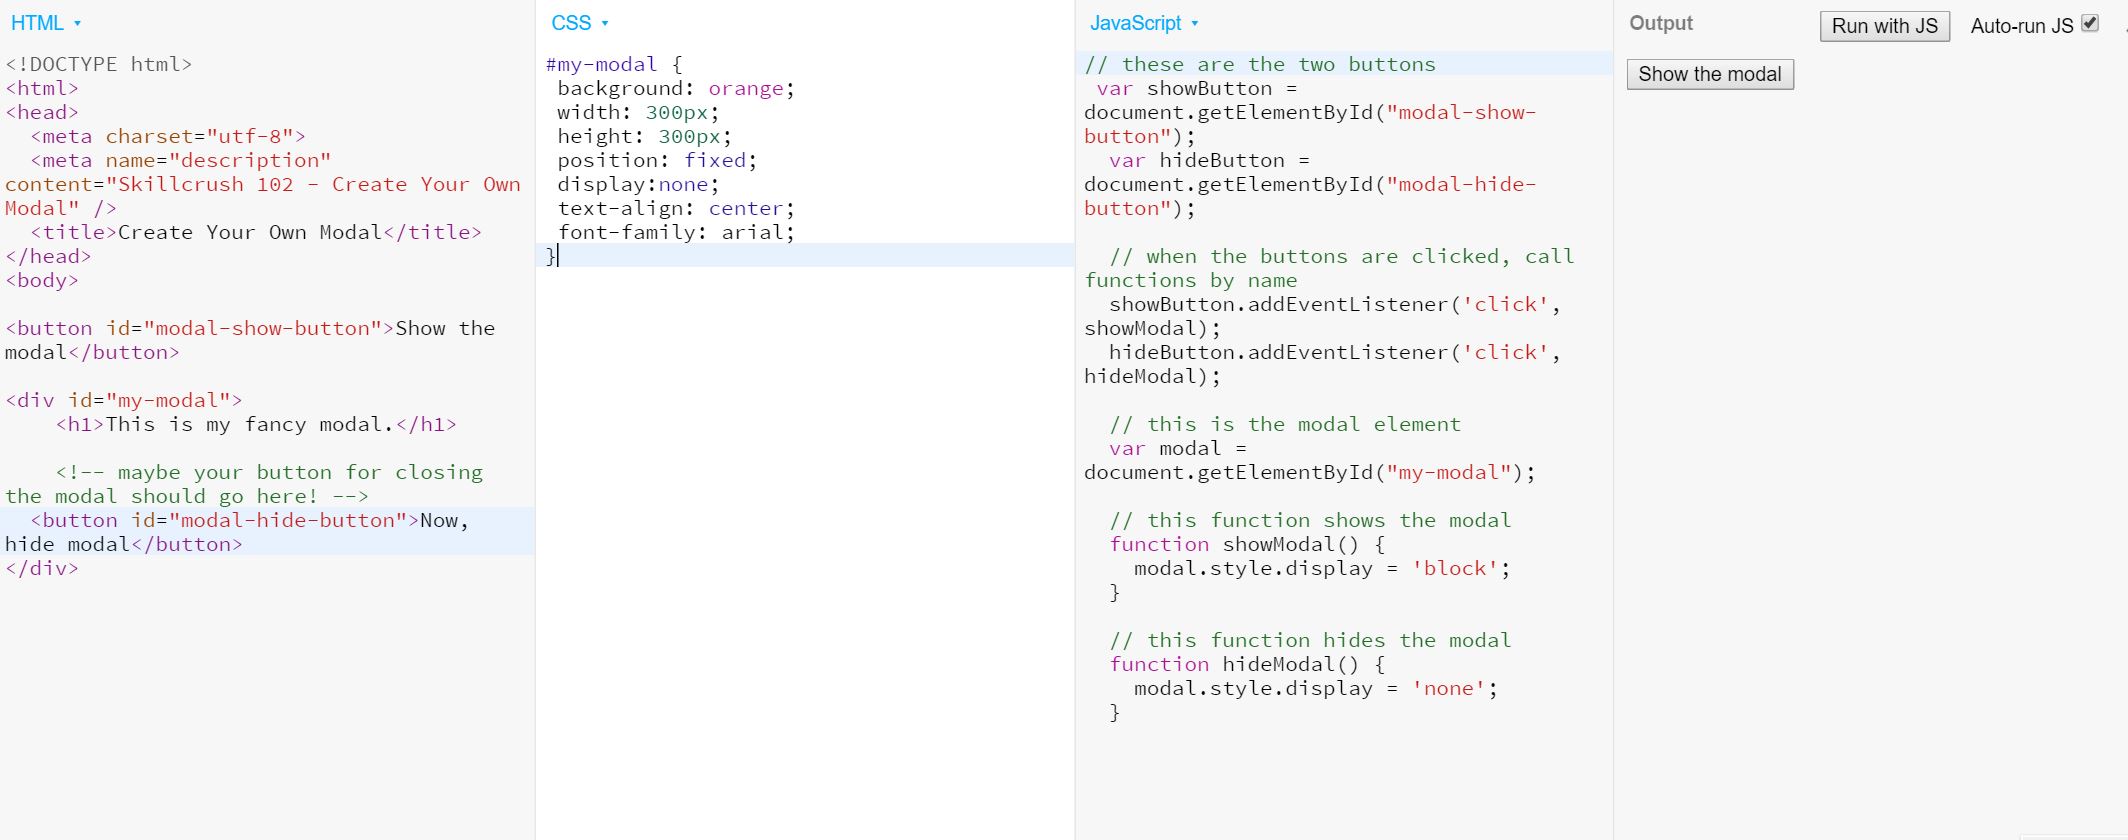 HTML
<!DOCTYPE html>
<html>
<head>
  <meta charset="utf-8">
  <meta name="description"
content="Skillcrush 102 - Create Your Own
Modal" />
  <title>Create Your Own Modal</title>
</head>
<body>
<button id="modal-show-button">Show the
modal</button>
<div id="my-modal">
    <h1>This is my fancy modal.</h1>
    <!-- maybe your button for closing
the modal should go here! -->
  <button id="modal-hide-button">Now,
hide modal</button>
</div>
CSS
#my-modal {
 background: orange;
 width: 300px;
 height: 300px;
 position: fixed;
 display:none;
 text-align: center;
 font-family: arial;
}
JavaScript
// these are the two buttons
 var showButton =
document.getElementById("modal-show-
button");
  var hideButton =
document.getElementById("modal-hide-
button");
  // when the buttons are clicked, call
functions by name
  showButton.addEventListener('click',
showModal);
  hideButton.addEventListener('click',
hideModal);
  // this is the modal element
  var modal =
document.getElementById("my-modal");
  // this function shows the modal
  function showModal() {
    modal.style.display = 'block';
  }
  // this function hides the modal
  function hideModal() {
    modal.style.display = 'none';
  }
Output
Run with JS
Auto-run JS
Show the modal